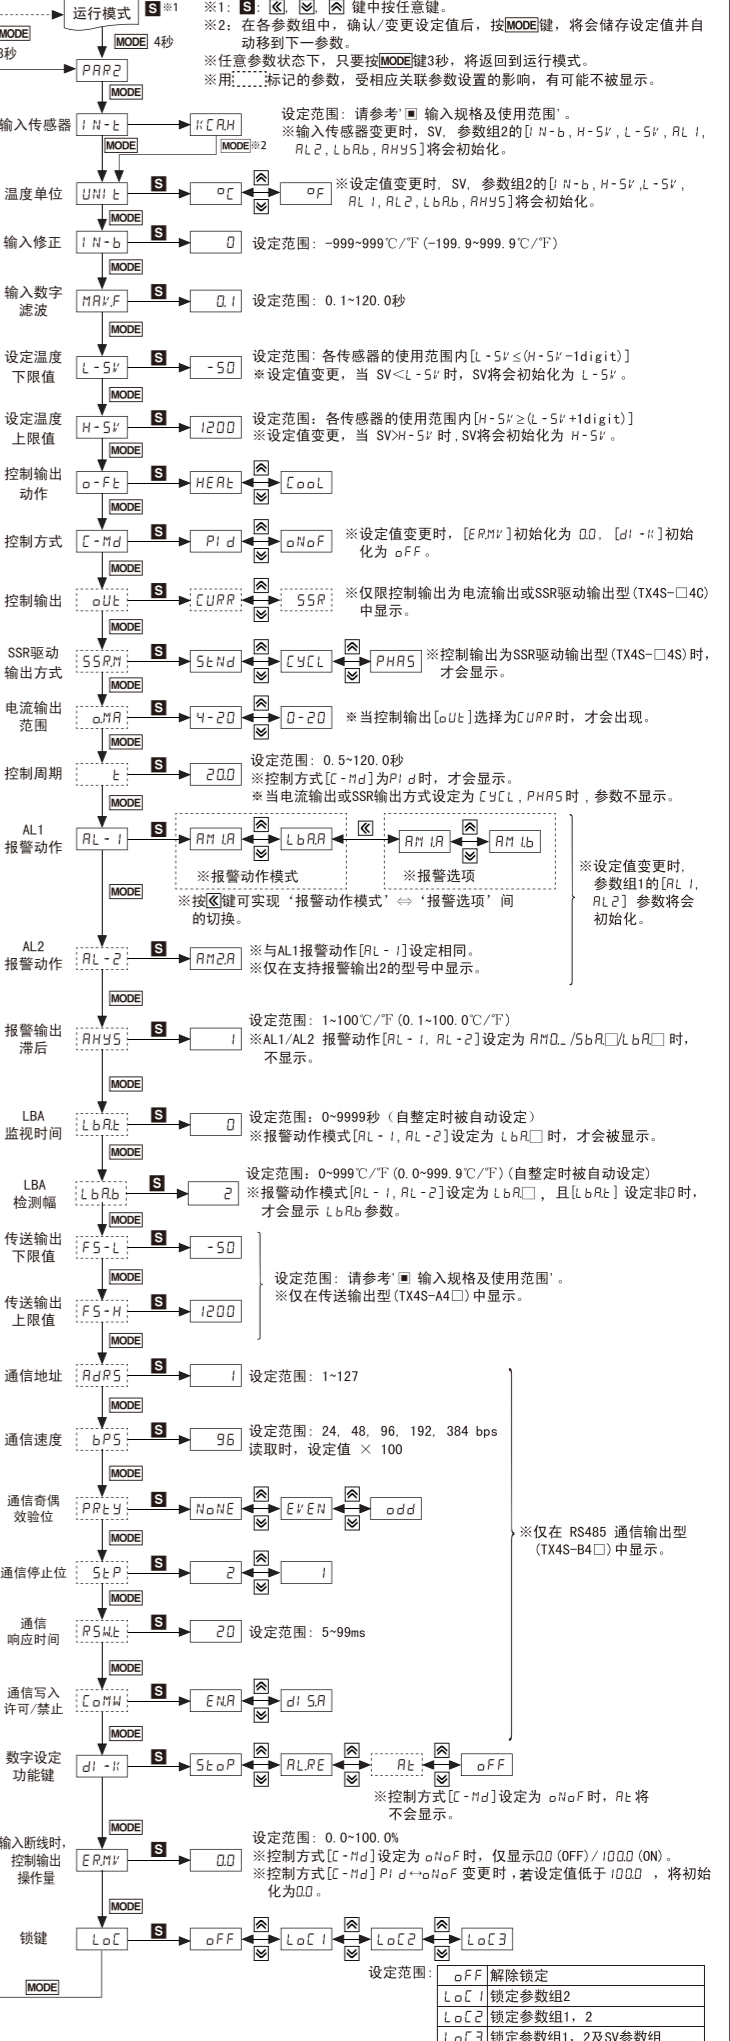 运行模式 S ※1
※1: S: 《, ︾, ︽ 键中按任意键。
※2: 在各参数组中，确认/变更设定值后，按MODE键，将会储存设定值并自
动移到下一参数。
※任意参数状态下，只要按MODE键3秒，将返回到运行模式。
※用 标记的参数，受相应关联参数设置的影响，有可能不被显示。
MODE
3秒
MODE 4秒
PAR2
MODE
输入传感器 IN-t KCA.H
设定范围: 请参考'▣ 输入规格及使用范围'。
※输入传感器变更时，SV, 参数组2的[IN-b, H-SV, L-SV, AL1,
AL2, LbA.b, AHYS]将会初始化。
MODE MODE※2
温度单位 UNIt S ºC ºF
※设定值变更时，SV, 参数组2的[IN-b, H-SV, L-SV,
AL1, AL2, LbA.b, AHYS]将会初始化。
MODE
输入修正 IN-b S 0 设定范围: -999~999℃/℉(-199.9~999.9℃/℉)
MODE
输入数字
滤波
MAV.F S 0.1 设定范围: 0.1~120.0秒
MODE
设定温度
下限值
L-SV S -50 设定范围: 各传感器的使用范围内[L-SV≤(H-SV-1digit)]
※设定值变更，当 SV<L-SV时，SV将会初始化为 L-SV。
MODE
设定温度
上限值
H-SV S 1200 设定范围: 各传感器的使用范围内[H-SV≥(L-SV+1digit)]
※设定值变更，当 SV>H-SV时，SV将会初始化为 H-SV。
MODE
控制输出
动作
o-Ft S HEAt CooL
MODE
控制方式 C-Md S PId oNoF
※设定值变更时，[ER.MV]初始化为 0.0, [dI-K]初始
化为 oFF。
MODE
控制输出 oUt S CURR SSR
※仅限控制输出为电流输出或SSR驱动输出型(TX4S-□4C)
中显示。
MODE
SSR驱动
输出方式
SSR.M S StNd CYCL PHAS
※控制输出为SSR驱动输出型(TX4S-□4S)时，
才会显示。
MODE
电流输出
范围
o.MA S 4-20 0-20 ※当控制输出[oUt]选择为CURR时，才会出现。
MODE
控制周期 t S 20.0
设定范围: 0.5~120.0秒
※控制方式[C-Md]为PId时，才会显示。
※当电流输出或SSR输出方式设定为 CYCL, PHAS时，参数不显示。
MODE
AL1
报警动作
AL-1 S AM1.A LbA.A 《 AM1.A AM1.b
※报警动作模式 ※报警选项
※按《键可实现 '报警动作模式' ⇔ '报警选项' 间
的切换。
※设定值变更时，
参数组1的[AL1,
AL2] 参数将会
初始化。
MODE
AL2
报警动作
AL-2 S AM2.A
※与AL1报警动作[AL-1]设定相同。
※仅在支持报警输出2的型号中显示。
MODE
报警输出
滞后
AHYS S 1
设定范围: 1~100℃/℉(0.1~100.0℃/℉)
※AL1/AL2 报警动作[AL-1, AL-2]设定为 AM0._/SbA.□/LbA.□ 时，
不显示。
MODE
LBA
监视时间
LbA.t S 0
设定范围: 0~9999秒（自整定时被自动设定）
※报警动作模式[AL-1, AL-2]设定为 LbA.□ 时，才会被显示。
MODE
LBA
检测幅
LbA.b S 2
设定范围: 0~999℃/℉(0.0~999.9℃/℉)(自整定时被自动设定)
※报警动作模式[AL-1, AL-2]设定为 LbA.□ , 且[LbA.t] 设定非0时，
才会显示 LbA.b参数。
MODE
传送输出
下限值
FS-L S -50
MODE
设定范围: 请参考'▣ 输入规格及使用范围'。
※仅在传送输出型(TX4S-A4□)中显示。
传送输出
上限值
FS-H S 1200
MODE
通信地址 AdRS S 1 设定范围: 1~127
MODE
通信速度 bPS S 96
设定范围: 24, 48, 96, 192, 384 bps
读取时，设定值 × 100
MODE
通信奇偶
效验位
PRtY S NoNE EVEN odd
MODE
※仅在 RS485 通信输出型
(TX4S-B4□)中显示。
通信停止位 StP S 2 1
MODE
通信
响应时间
RSW.t S 20 设定范围: 5~99ms
MODE
通信写入
许可/禁止
CoMW S EN.A dIS.A
MODE
数字设定
功能键
dI-K S StoP AL.RE At oFF
※控制方式[C-Md]设定为 oNoF时，At将
不会显示。
MODE
输入断线时，
控制输出
操作量
ER.MV S 0.0
设定范围: 0.0~100.0%
※控制方式[C-Md]设定为 oNoF时，仅显示0.0(OFF)/100.0(ON)。
※控制方式[C-Md] PId↔oNoF 变更时，若设定值低于100.0 ，将初始
化为0.0。
MODE
锁键 LoC S oFF LoC1 LoC2 LoC3
MODE
设定范围: oFF 解除锁定
LoC1 锁定参数组2
LoC2 锁定参数组1, 2
LoC3 锁定参数组1, 2及SV参数组